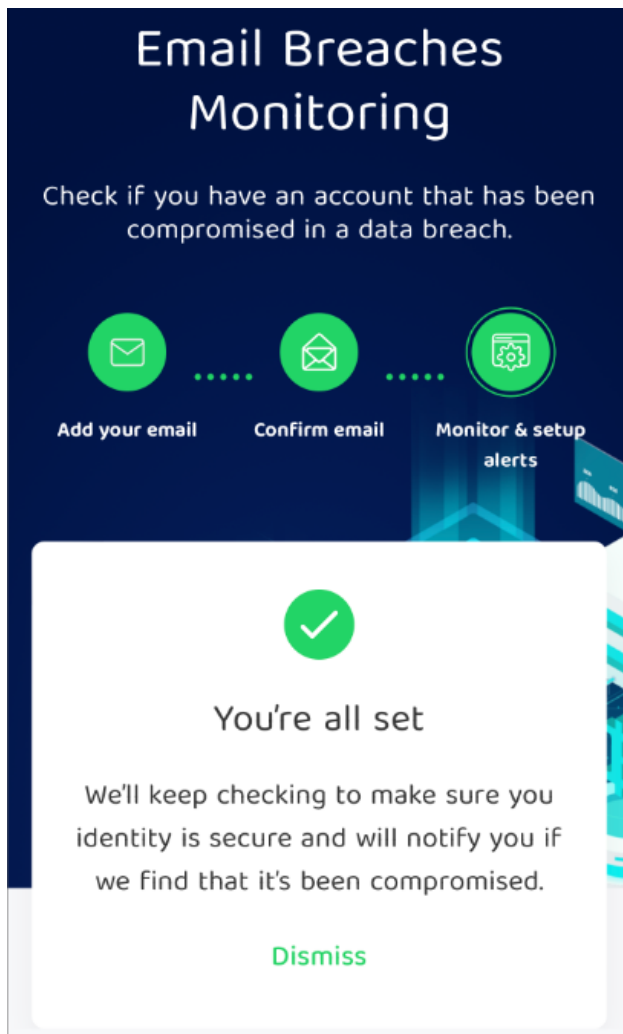 Email Breaches
Monitoring
Check if you have an account that has been
compromised in a data breach.
Add your email
Confirm email
Monitor & setup
alerts
You're all set
We'll keep checking to make sure you
identity is secure and will notify you if
we find that it's been compromised.
Dismiss